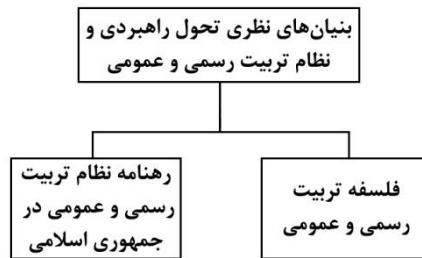 بنیان‌های نظری تحول راهبردی و
نظام تربیت رسمی و عمومی
فلسفه تربیت
رسمی و عمومی
رهنامه نظام تربیت
رسمی و عمومی در
جمهوری اسلامی